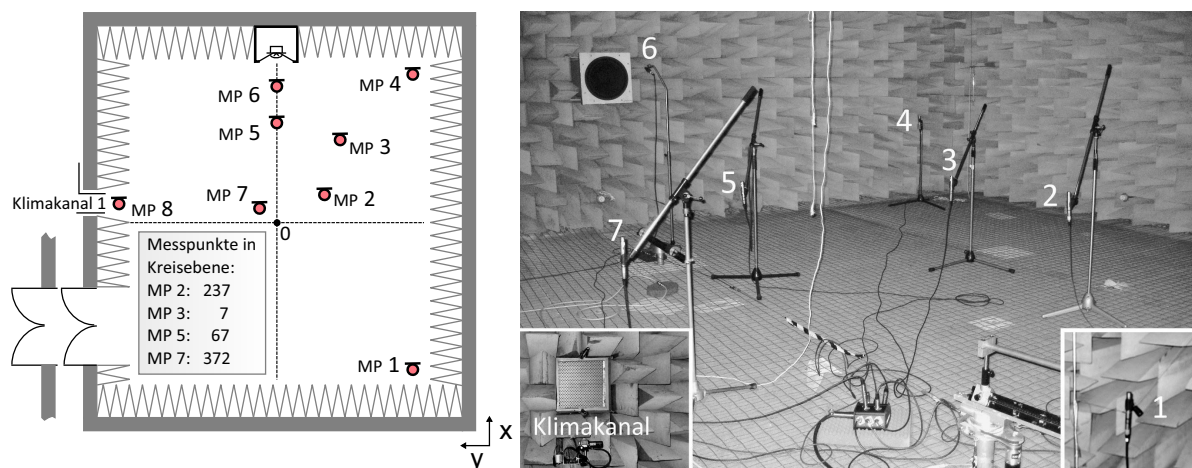 MP 4
MP 6
MP 5
MP 3
MP 2
MP 7
Klimakanal 1
MP 8
0
Messpunkte in
Kreisebene:
MP 2: 237
MP 3: 7
MP 5: 67
MP 7: 372
MP 1
x
y
6
4
3
5
2
7
Klimakanal
1